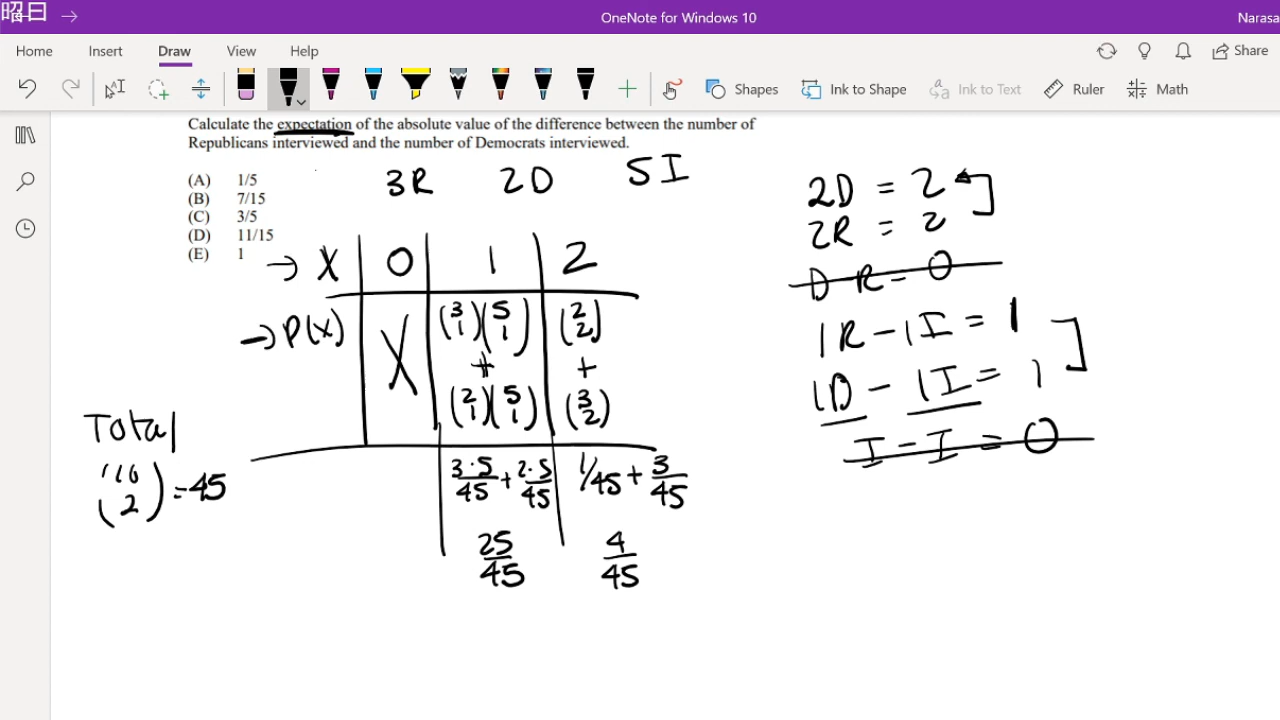 昭日
OneNote for Windows 10
Narasa
Home Insert Draw View Help
Share
Shapes Ink to Shape Ink to Text Ruler Math
Calculate the expectation of the absolute value of the difference between the number of
Republicans interviewed and the number of Democrats interviewed.
(A) 1/5
(B) 7/15
(C) 3/5
(D) 11/15
(E) 1
3R 2D 5I
→ X 0 1 2
→ P(X) X (3 1)(5 1) + (2 1)(5 1) (2 2) + (3 2)
3·5/45 + 2·5/45 1/45 + 3/45
25/45 4/45
Total
(10 2) = 45
2D = 2
2R = 2
D R = 0
1R - 1I = 1
1D - 1I = 1
I - I = 0